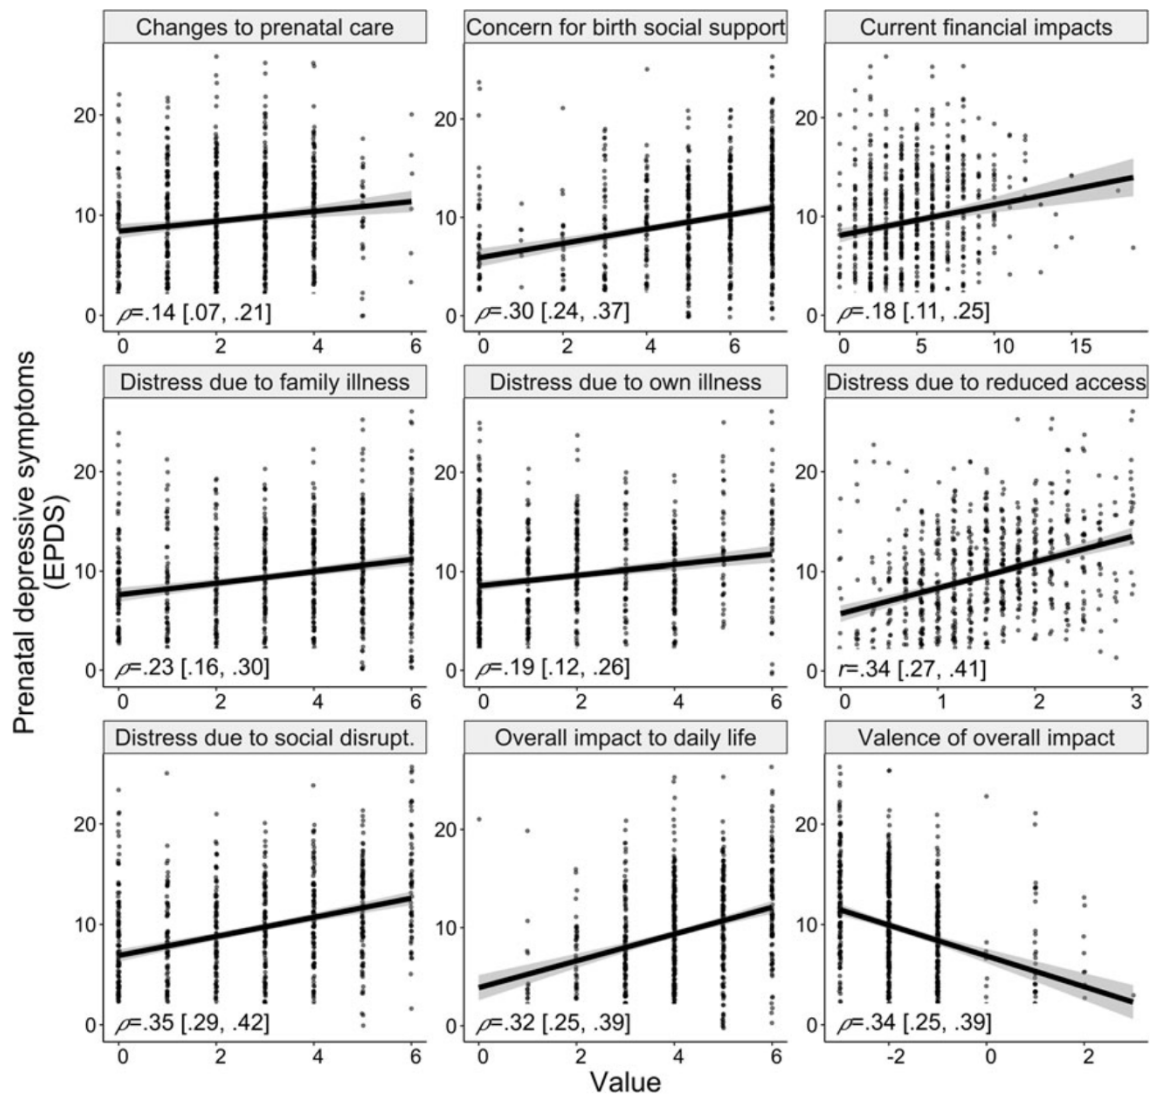 Changes to prenatal care
Concern for birth social support
Current financial impacts
20
10
0
ρ=.14 [.07, .21]
0 2 4 6
20
10
0
ρ=.30 [.24, .37]
0 2 4 6
20
10
0
ρ=.18 [.11, .25]
0 5 10 15
Distress due to family illness
Distress due to own illness
Distress due to reduced access
20
10
0
ρ=.23 [.16, .30]
0 2 4 6
20
10
0
ρ=.19 [.12, .26]
0 2 4 6
20
10
0
r=.34 [.27, .41]
0 1 2 3
Distress due to social disrupt.
Overall impact to daily life
Valence of overall impact
20
10
0
ρ=.35 [.29, .42]
0 2 4 6
20
10
0
ρ=.32 [.25, .39]
0 2 4 6
20
10
0
ρ=.34 [.25, .39]
-2 0 2
Prenatal depressive symptoms
(EPDS)
Value